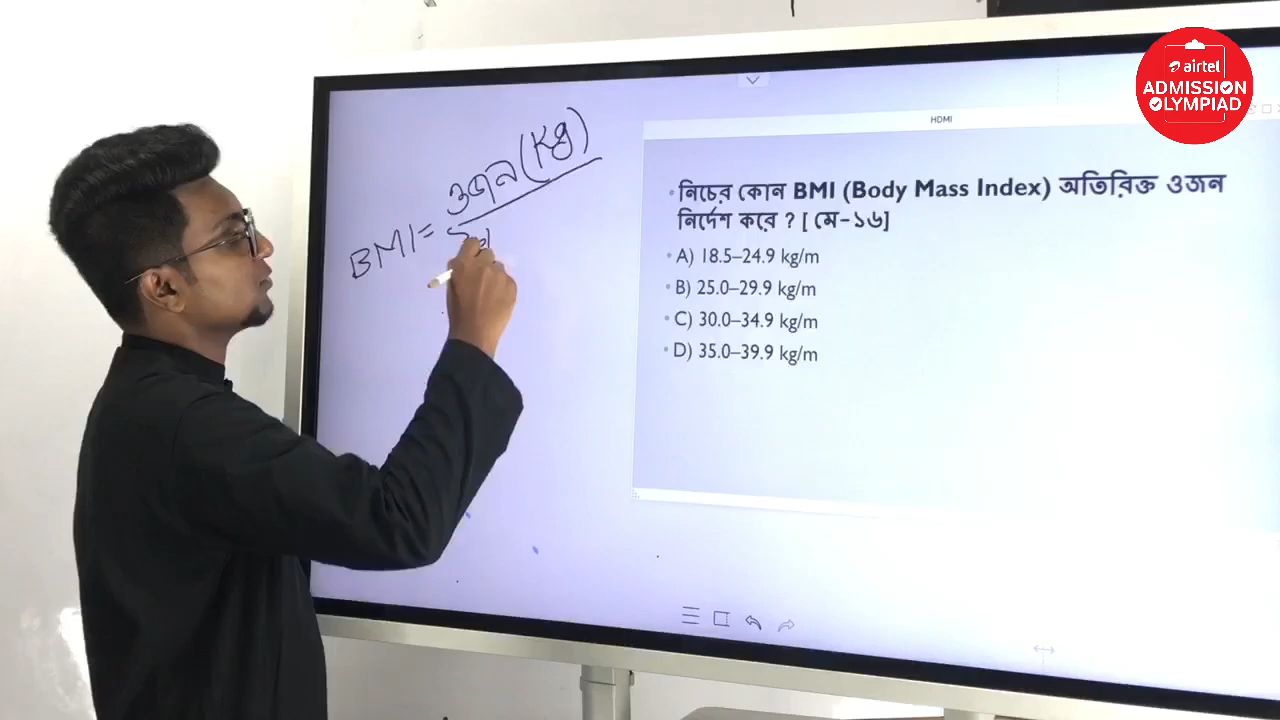 airtel
ADMISSION
OLYMPIAD
HDMI
ওজন (Kg)
BMI =
• নিচের কোন BMI (Body Mass Index) অতিরিক্ত ওজন
নির্দেশ করে ? [ মে-১৬]
• A) 18.5–24.9 kg/m
• B) 25.0–29.9 kg/m
• C) 30.0–34.9 kg/m
• D) 35.0–39.9 kg/m